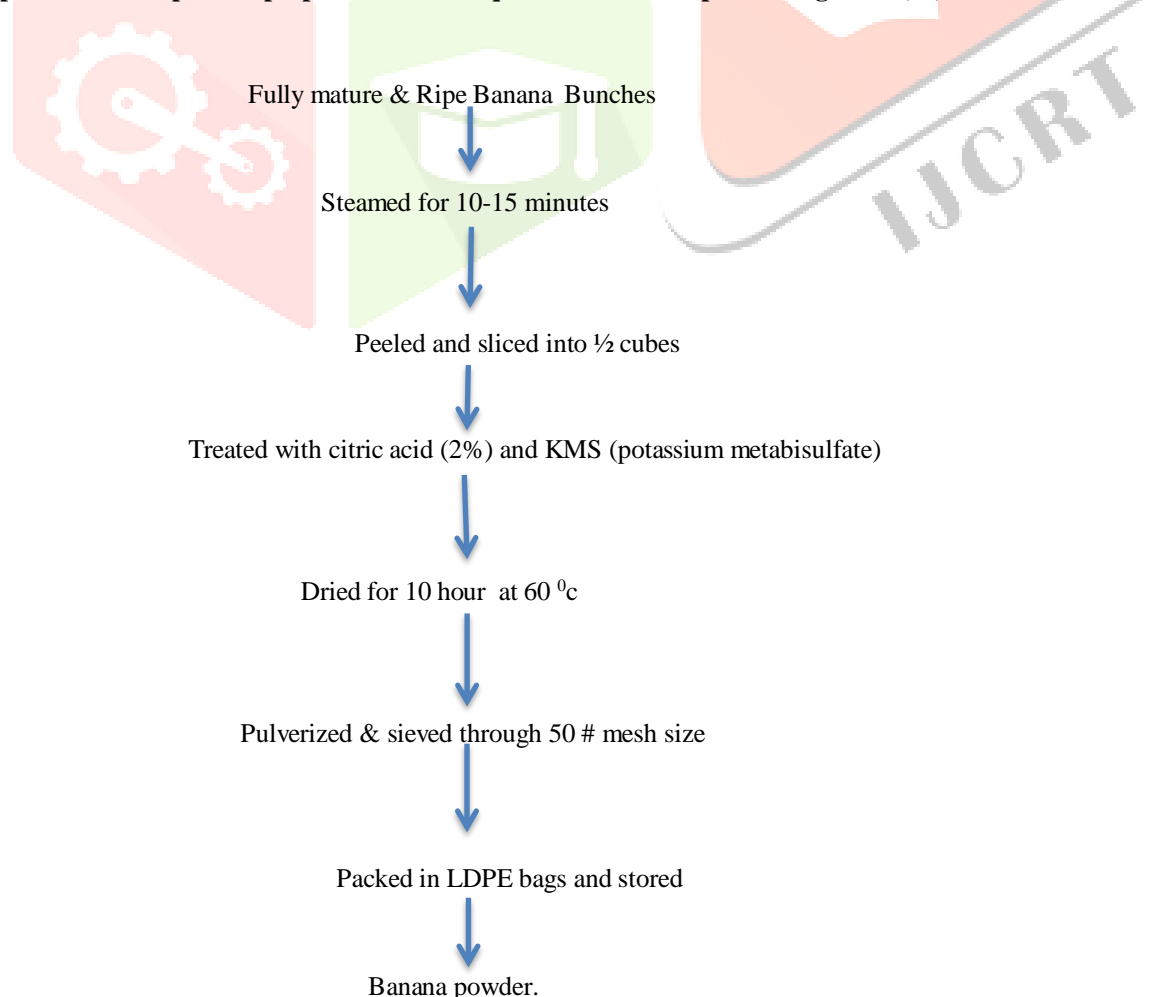 Fully mature & Ripe Banana Bunches
IJCRT
Steamed for 10-15 minutes
Peeled and sliced into ½ cubes
Treated with citric acid (2%) and KMS (potassium metabisulfate)
Dried for 10 hour at 60 ⁰c
Pulverized & sieved through 50 # mesh size
Packed in LDPE bags and stored
Banana powder.